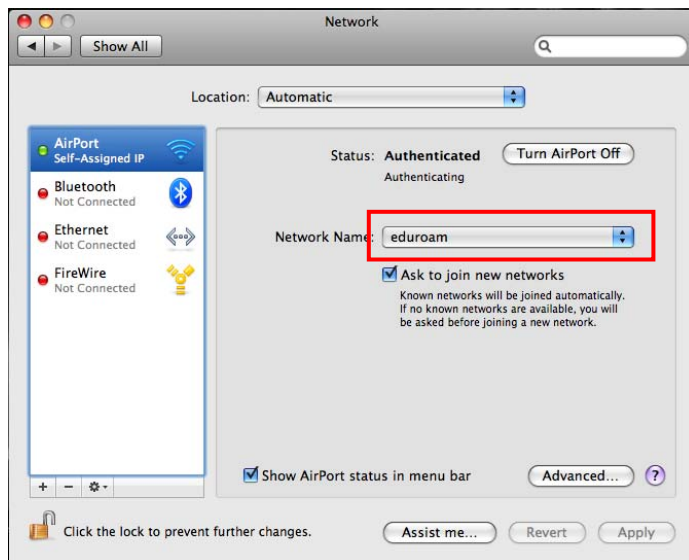 Network
Show All
Location: Automatic
AirPort
Self-Assigned IP
Bluetooth
Not Connected
Ethernet
Not Connected
FireWire
Not Connected
Status: Authenticated
Turn AirPort Off
Authenticating
Network Name: eduroam
Ask to join new networks
Known networks will be joined automatically.
If no known networks are available, you will
be asked before joining a new network.
Show AirPort status in menu bar
Advanced...
?
Click the lock to prevent further changes.
Assist me...
Revert
Apply